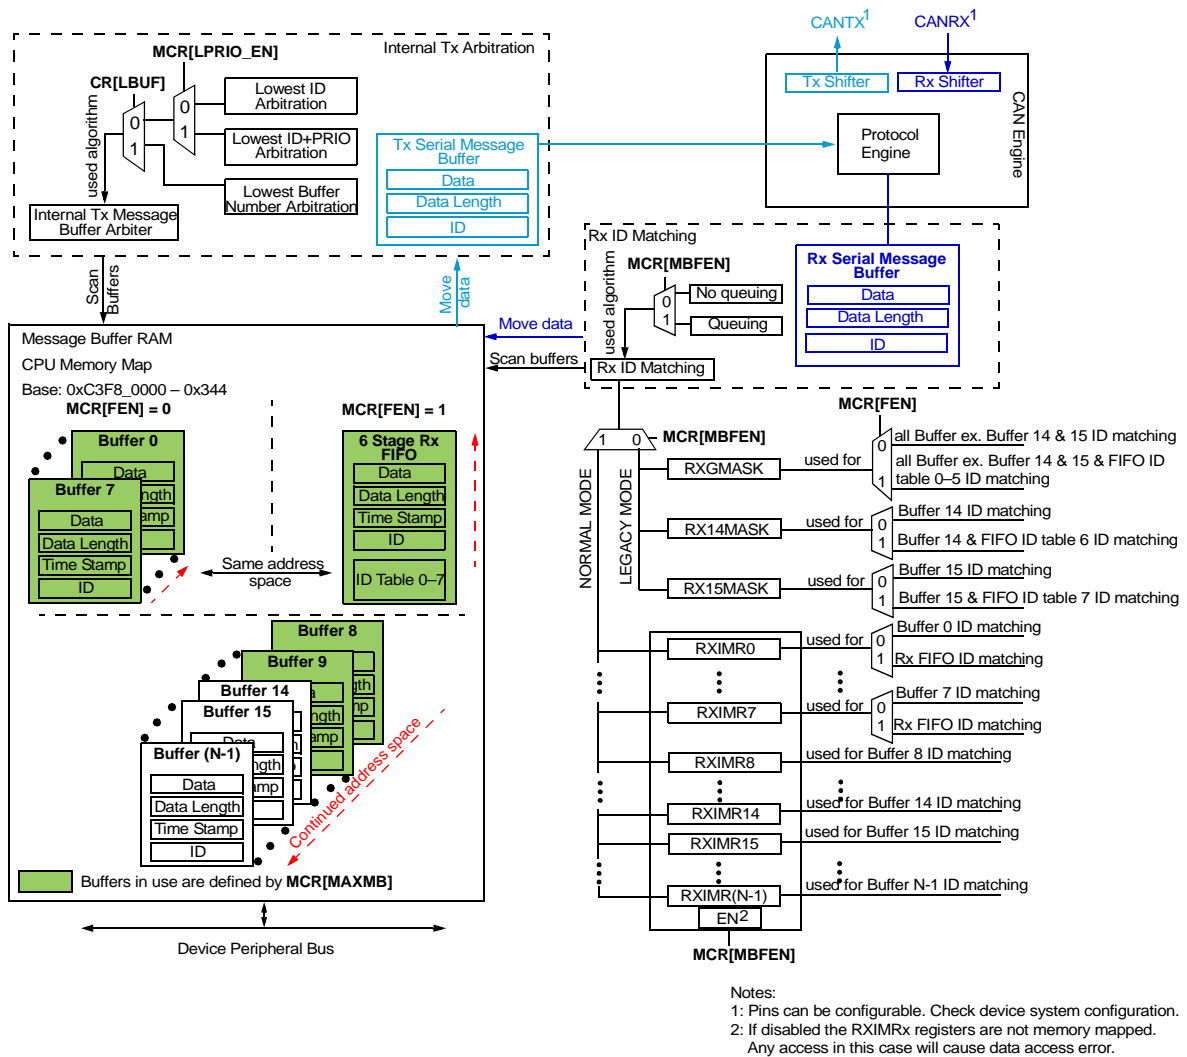 CANTX1
CANRX1
Internal Tx Arbitration
MCR[LPRIO_EN]
CR[LBUF]
Lowest ID
Arbitration
0
1
Lowest ID+PRIO
Arbitration
0
1
Lowest Buffer
Number Arbitration
used algorithm
Internal Tx Message
Buffer Arbiter
Tx Serial Message
Buffer
Data
Data Length
ID
Tx Shifter
Rx Shifter
Protocol
Engine
CAN Engine
Scan
Buffers
Move
data
Rx ID Matching
MCR[MBFEN]
used algorithm
No queuing
0
1
Queuing
Rx ID Matching
Rx Serial Message
Buffer
Data
Data Length
ID
Move data
Scan buffers
Message Buffer RAM
CPU Memory Map
Base: 0xC3F8_0000 – 0x344
MCR[FEN] = 0
MCR[FEN] = 1
Buffer 0
Data
ngth
amp
Buffer 7
Data
Data Length
Time Stamp
ID
Same address
space
6 Stage Rx
FIFO
Data
Data Length
Time Stamp
ID
ID Table 0–7
Buffer 8
gth
mp
Buffer 9
a
ngth
tamp
Buffer 14
Buffer 15
Data
ngth
mp
Buffer (N-1)
Data
Data Length
Time Stamp
ID
Continued address space
Buffers in use are defined by MCR[MAXMB]
Device Peripheral Bus
1
0
MCR[MBFEN]
NORMAL MODE
LEGACY MODE
MCR[FEN]
RXGMASK
used for
0
1
all Buffer ex. Buffer 14 & 15 ID matching
all Buffer ex. Buffer 14 & 15 & FIFO ID
table 0–5 ID matching
RX14MASK
used for
0
1
Buffer 14 ID matching
Buffer 14 & FIFO ID table 6 ID matching
RX15MASK
used for
0
1
Buffer 15 ID matching
Buffer 15 & FIFO ID table 7 ID matching
RXIMR0
used for
0
1
Buffer 0 ID matching
Rx FIFO ID matching
RXIMR7
used for
0
1
Buffer 7 ID matching
Rx FIFO ID matching
RXIMR8
used for Buffer 8 ID matching
RXIMR14
used for Buffer 14 ID matching
RXIMR15
used for Buffer 15 ID matching
RXIMR(N-1)
used for Buffer N-1 ID matching
EN2
MCR[MBFEN]
Notes:
1: Pins can be configurable. Check device system configuration.
2: If disabled the RXIMRx registers are not memory mapped.
Any access in this case will cause data access error.